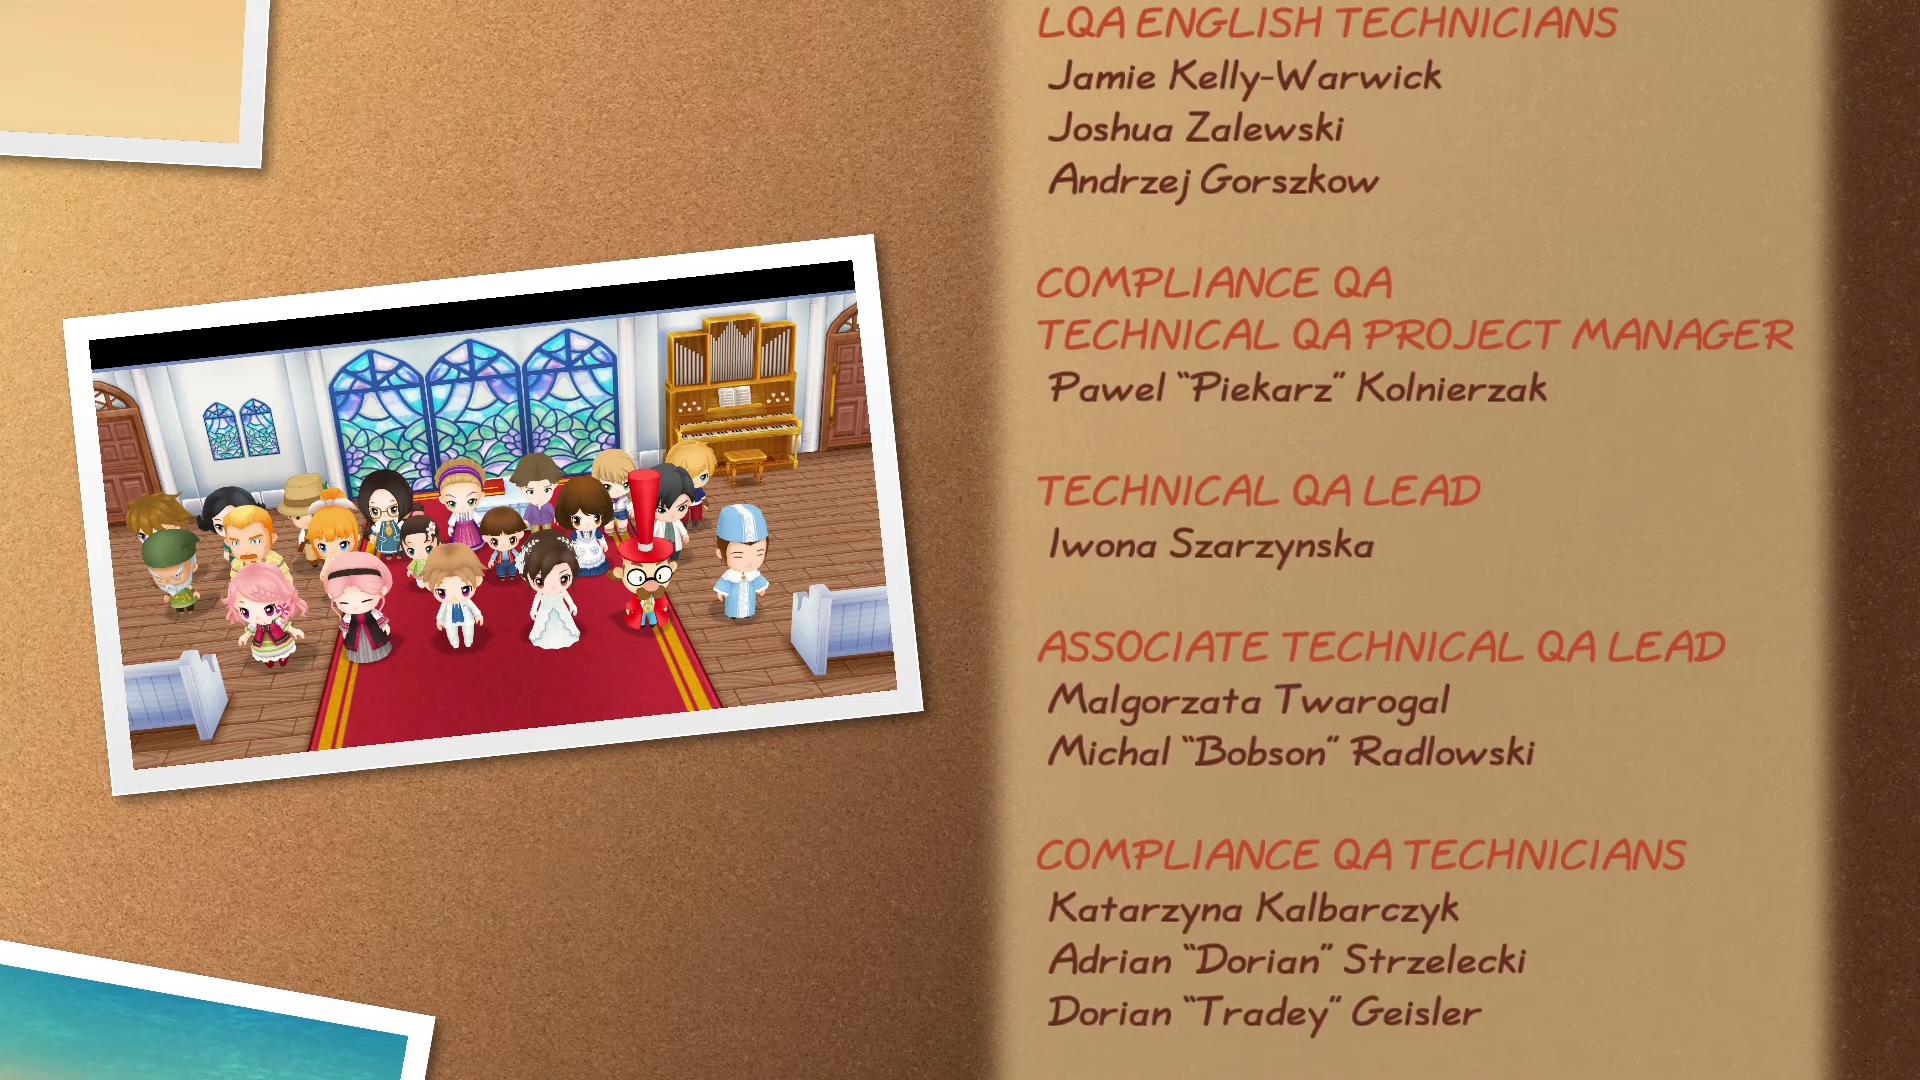 LQA ENGLISH TECHNICIANS
Jamie Kelly-Warwick
Joshua Zalewski
Andrzej Gorszkow
COMPLIANCE QA
TECHNICAL QA PROJECT MANAGER
Pawel “Piekarz” Kolnierzak
TECHNICAL QA LEAD
Iwona Szarzynska
ASSOCIATE TECHNICAL QA LEAD
Malgorzata Twarogal
Michal “Bobson” Radlowski
COMPLIANCE QA TECHNICIANS
Katarzyna Kalbarczyk
Adrian “Dorian” Strzelecki
Dorian “Tradey” Geisler